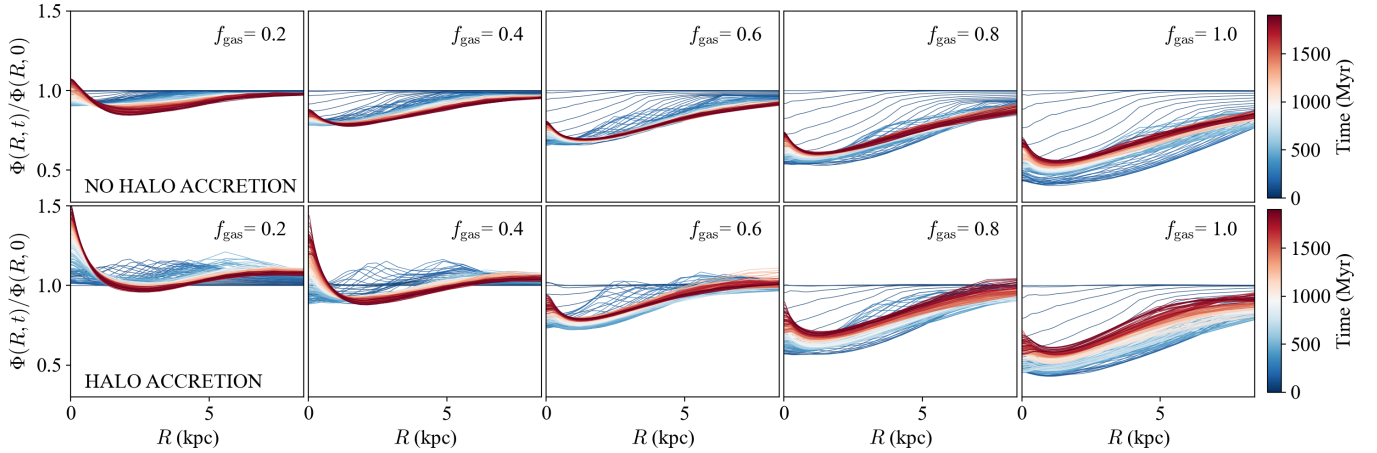 1.5
1.0
0.5
Φ(R, t)/Φ(R, 0)
f_gas= 0.2
NO HALO ACCRETION
f_gas= 0.4
f_gas= 0.6
f_gas= 0.8
f_gas= 1.0
1500
1000
500
0
Time (Myr)
1.5
1.0
0.5
Φ(R, t)/Φ(R, 0)
f_gas= 0.2
HALO ACCRETION
f_gas= 0.4
f_gas= 0.6
f_gas= 0.8
f_gas= 1.0
1500
1000
500
0
Time (Myr)
0 5
0 5
0 5
0 5
0 5
R (kpc)
R (kpc)
R (kpc)
R (kpc)
R (kpc)